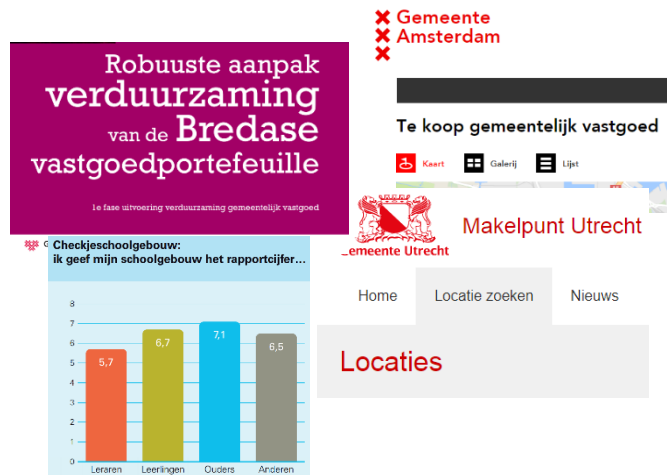 Robuuste aanpak
verduurzaming
van de Bredase
vastgoedportefeuille
1e fase uitvoering verduurzaming gemeentelijk vastgoed
Gemeente
Amsterdam
Te koop gemeentelijk vastgoed
Kaart Galerij Lijst
Gemeente Utrecht
Makelpunt Utrecht
Home Locatie zoeken Nieuws
Locaties
Checkjeschoolgebouw:
ik geef mijn schoolgebouw het rapportcijfer...
8
7
6
5
4
3
2
1
0
5,7 6,7 7,1 6,5
Leraren Leerlingen Ouders Anderen